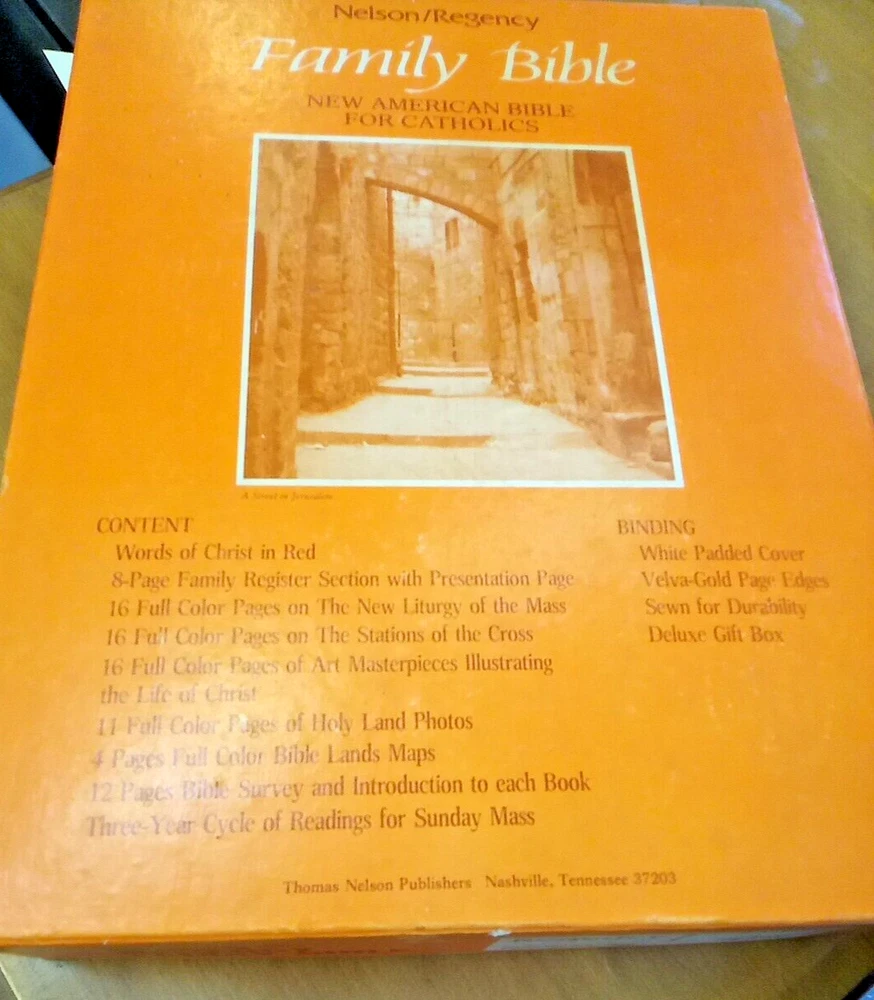 Nelson/Regency
Family Bible
NEW AMERICAN BIBLE
FOR CATHOLICS
A Street in Jerusalem
CONTENT
Words of Christ in Red
8-Page Family Register Section with Presentation Page
16 Full Color Pages on The New Liturgy of the Mass
16 Full Color Pages on The Stations of the Cross
16 Full Color Pages of Art Masterpieces Illustrating
the Life of Christ
11 Full Color Pages of Holy Land Photos
4 Pages Full Color Bible Lands Maps
12 Pages Bible Survey and Introduction to each Book
Three-Year Cycle of Readings for Sunday Mass
BINDING
White Padded Cover
Velva-Gold Page Edges
Sewn for Durability
Deluxe Gift Box
Thomas Nelson Publishers Nashville, Tennessee 37203